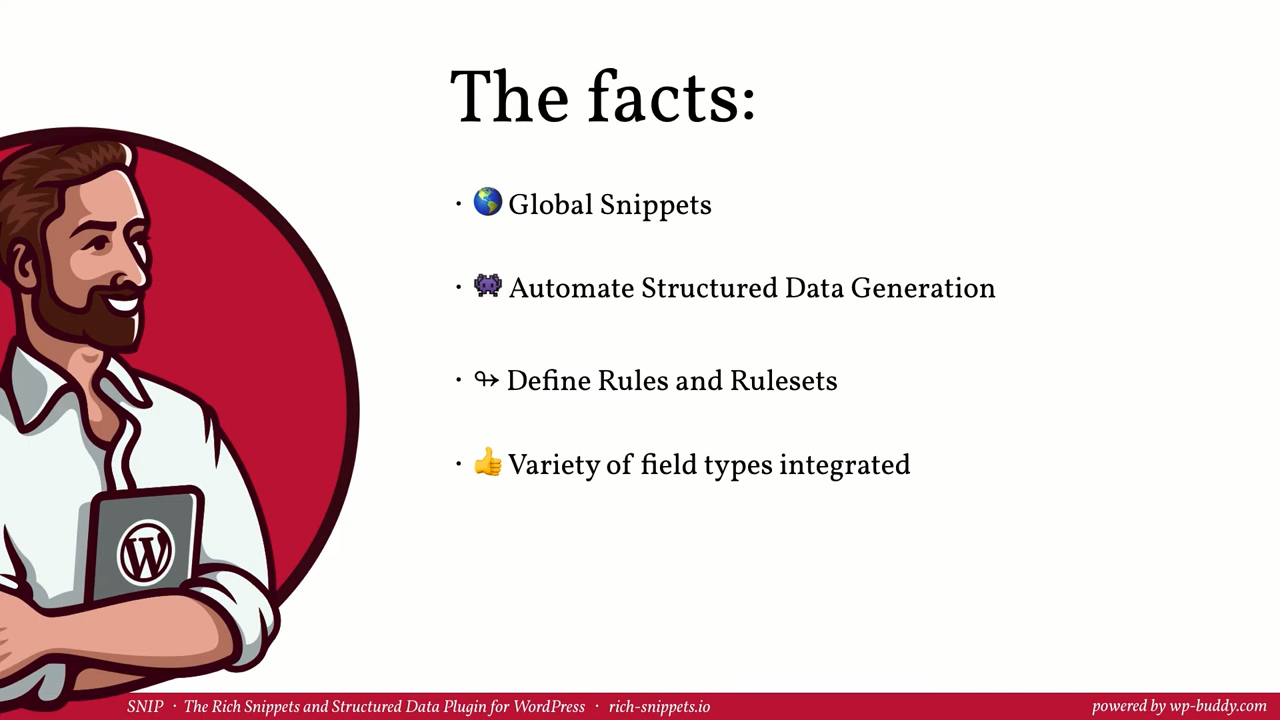 The facts:
· 🌎 Global Snippets
· 👾 Automate Structured Data Generation
· ↬ Define Rules and Rulesets
· 👍 Variety of field types integrated
W
SNIP · The Rich Snippets and Structured Data Plugin for WordPress · rich-snippets.io
powered by wp-buddy.com